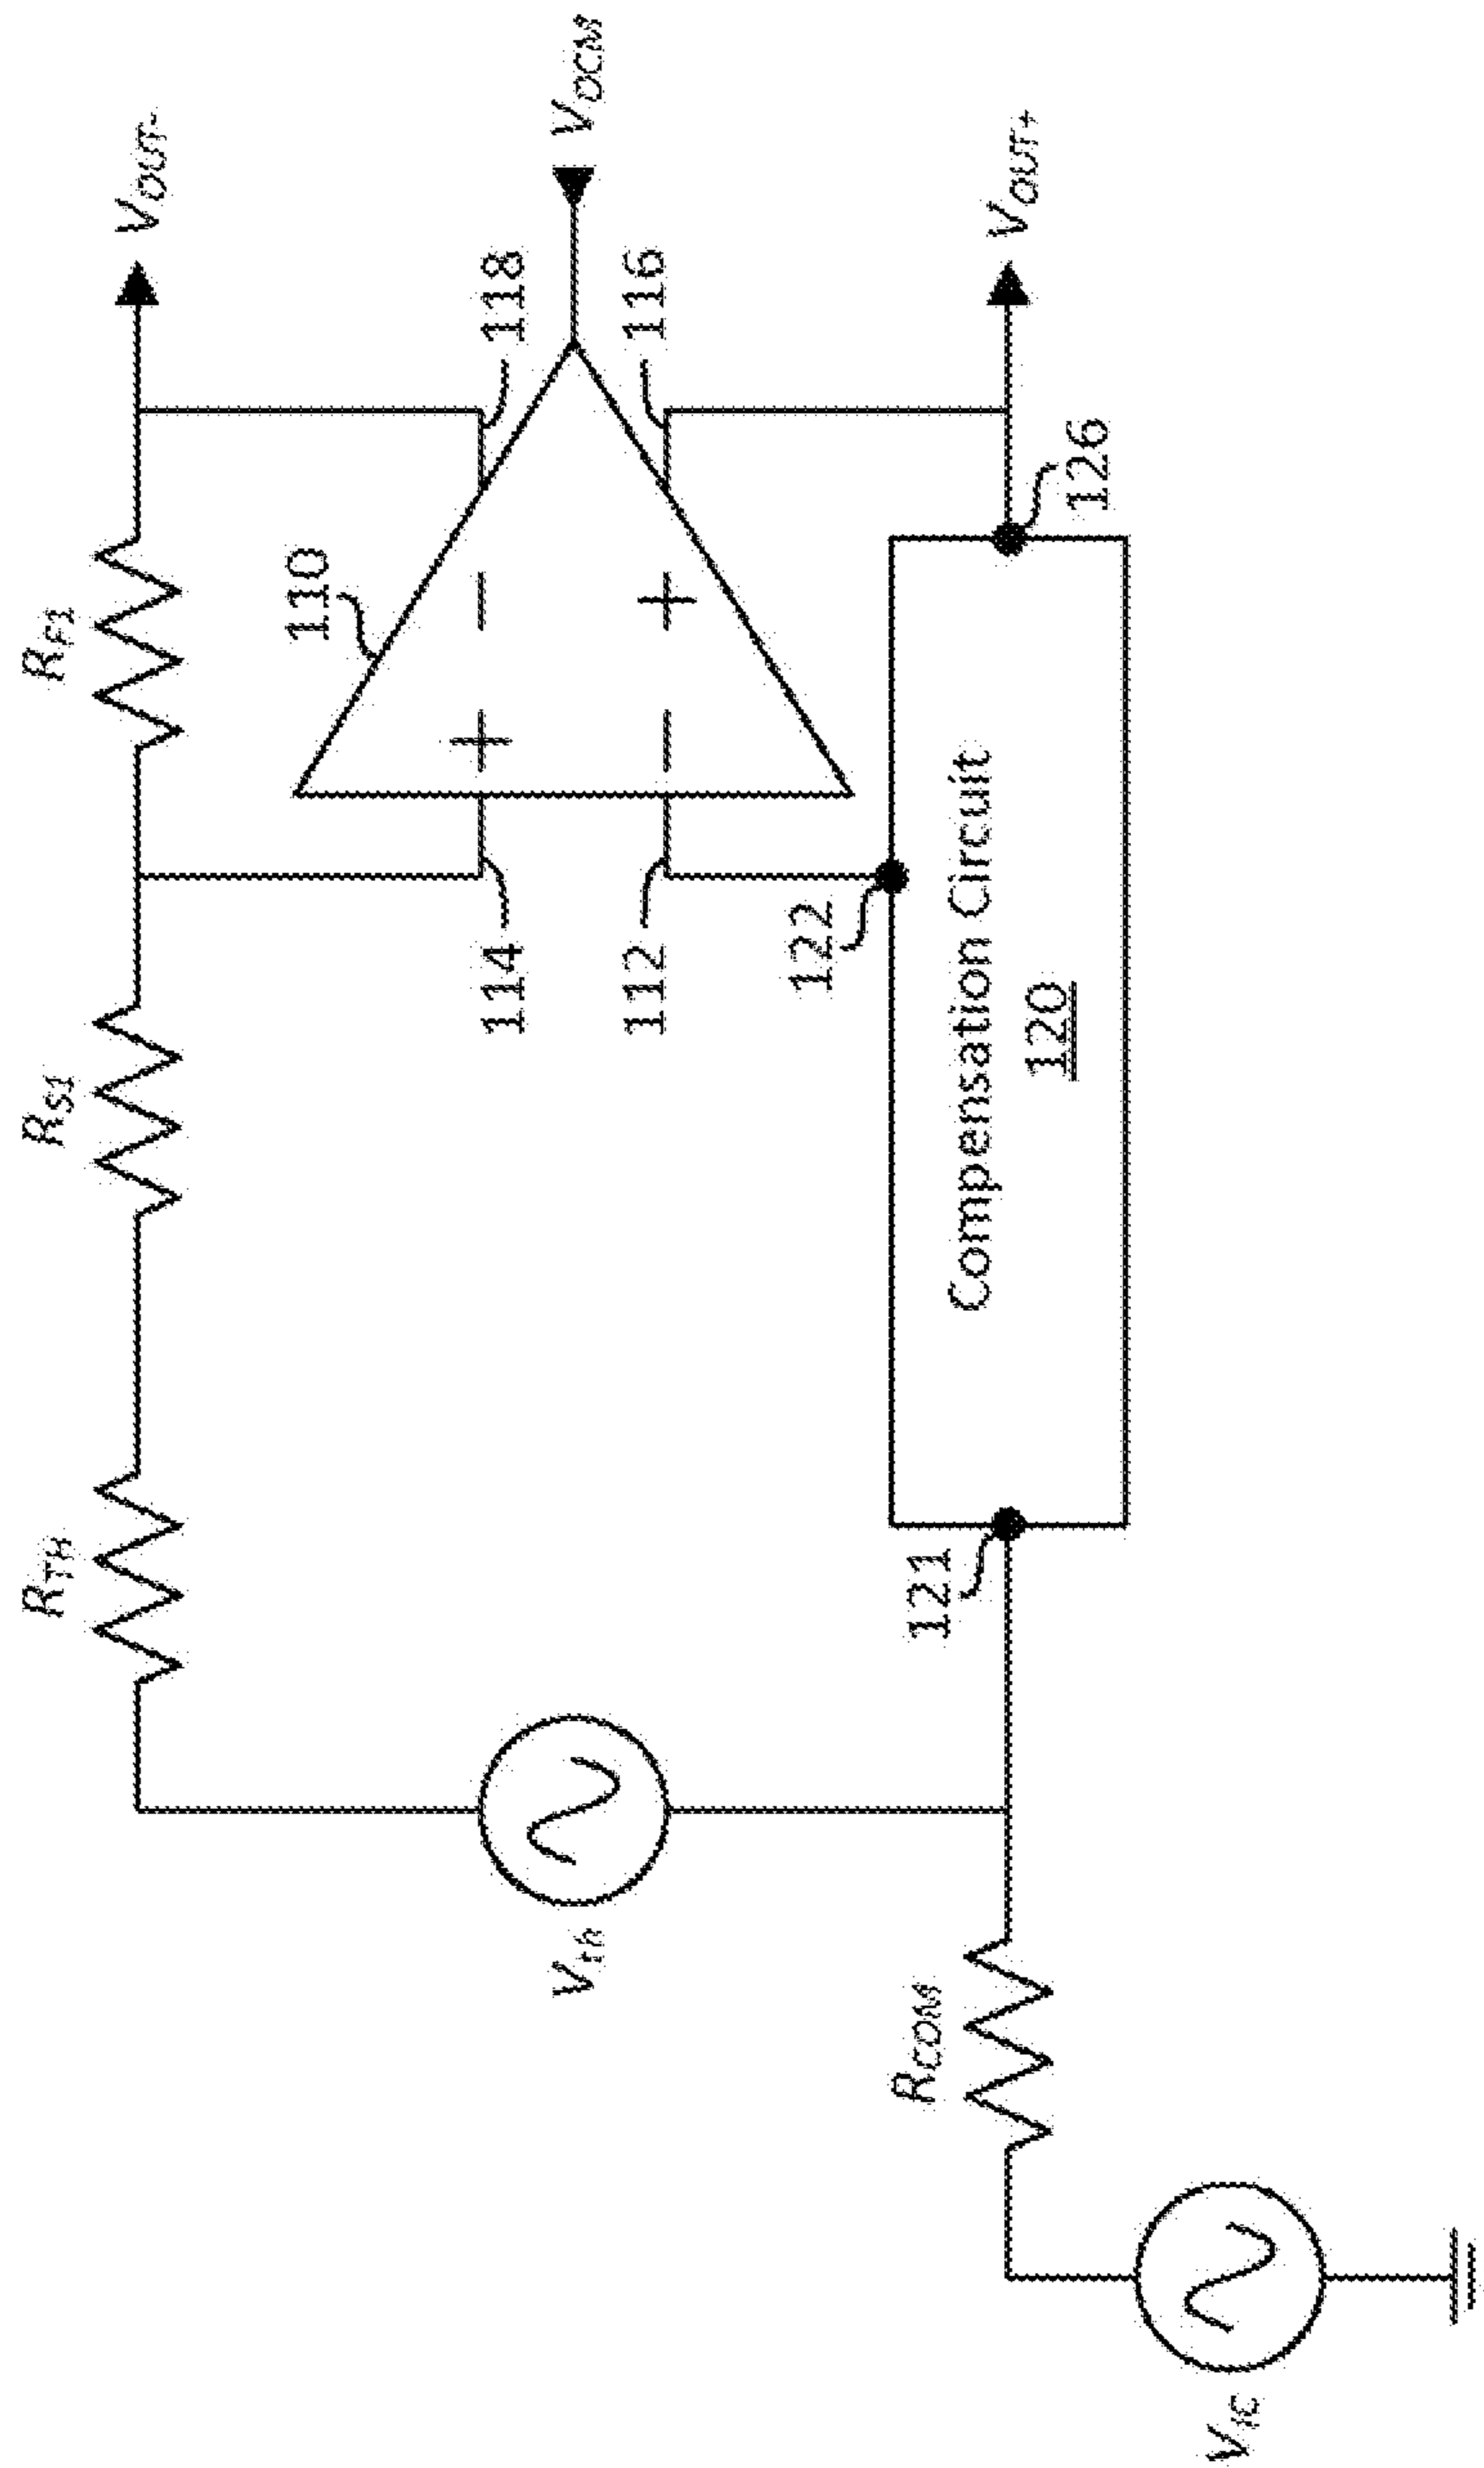 R_TH
R_S1
R_F1
V_OUT-
110
118
+ −
114
V_th
V_OCM
112
− +
116
122
R_COM
121
Compensation Circuit
120
126
V_OUT+
V_IC